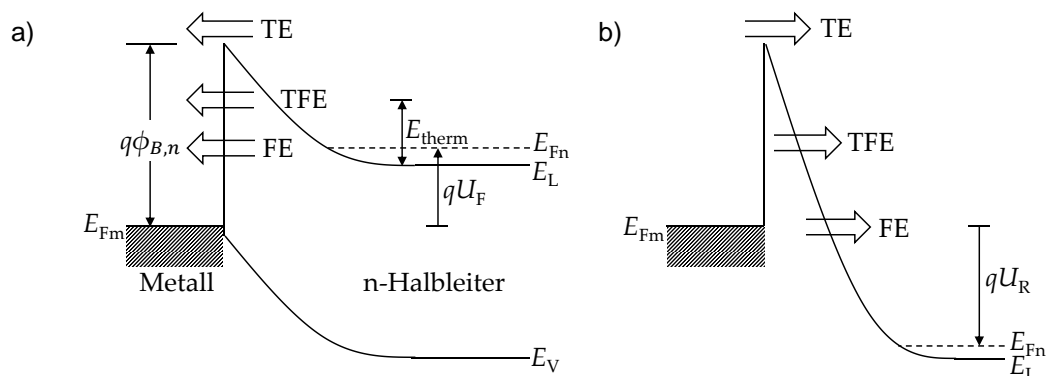 a)
TE
TFE
FE
qϕB,n
Etherm
EFn
EL
qUF
EFm
Metall
n-Halbleiter
EV
b)
TE
TFE
FE
EFm
qUR
EFn
EL